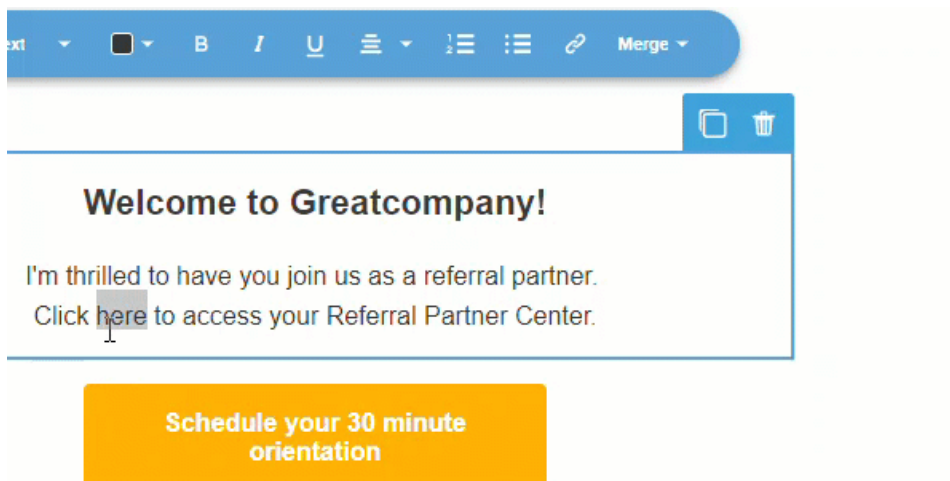 B I U Merge
Welcome to Greatcompany!
I'm thrilled to have you join us as a referral partner.
Click here to access your Referral Partner Center.
Schedule your 30 minute
orientation